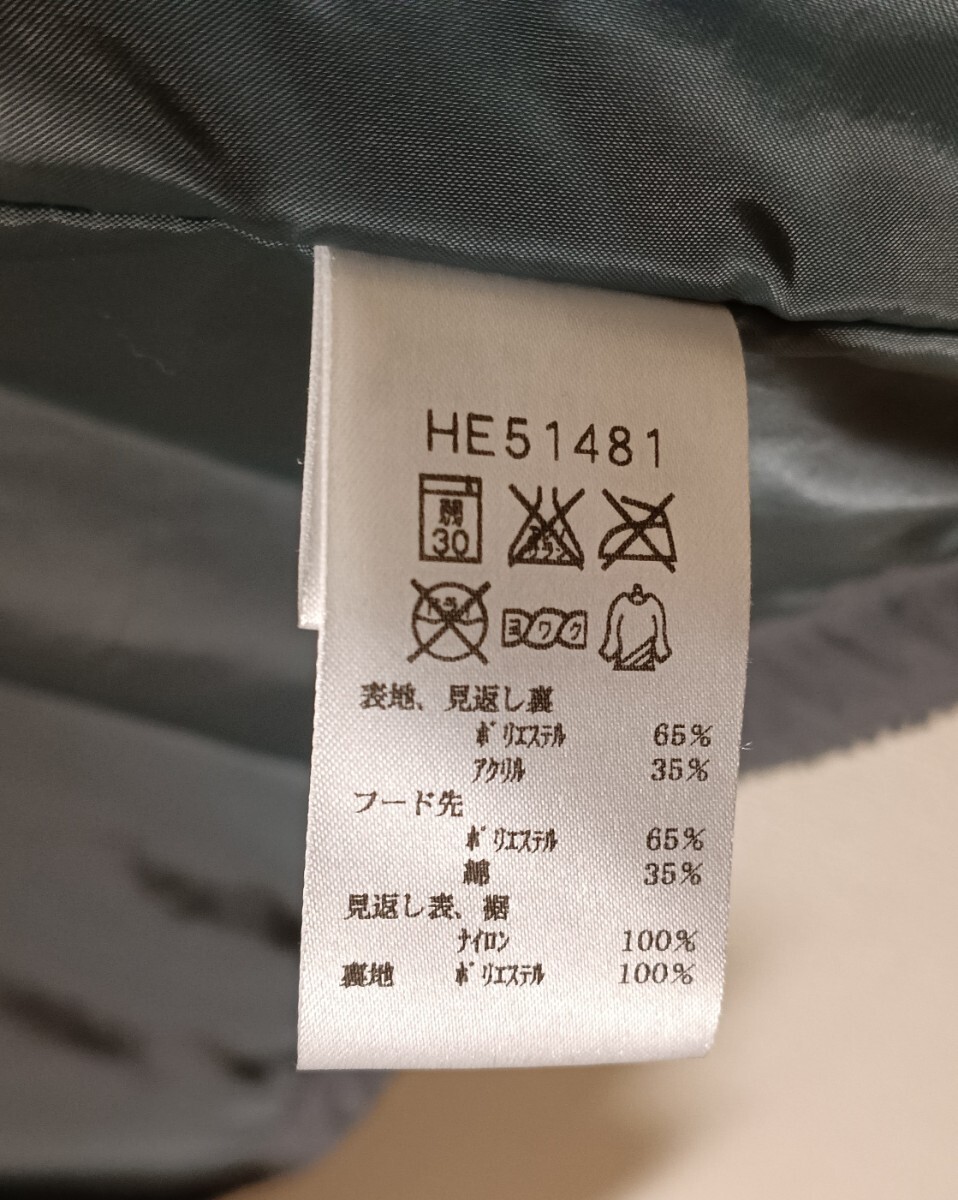 HE51481
弱
30
エンソ
サラシ
ドライ
ヨワク
表地、見返し裏
ポリエステル 65%
アクリル 35%
フード先
ポリエステル 65%
綿 35%
見返し表、裾
ナイロン 100%
裏地 ポリエステル 100%